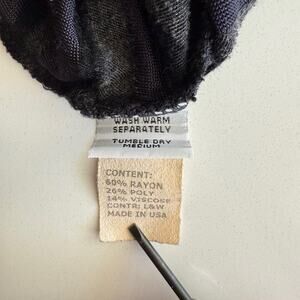 WASH WARM
SEPARATELY
TUMBLE DRY
MEDIUM
CONTENT:
60% RAYON
26% POLY
14% VISCOSE
CONTR: L&W
MADE IN USA